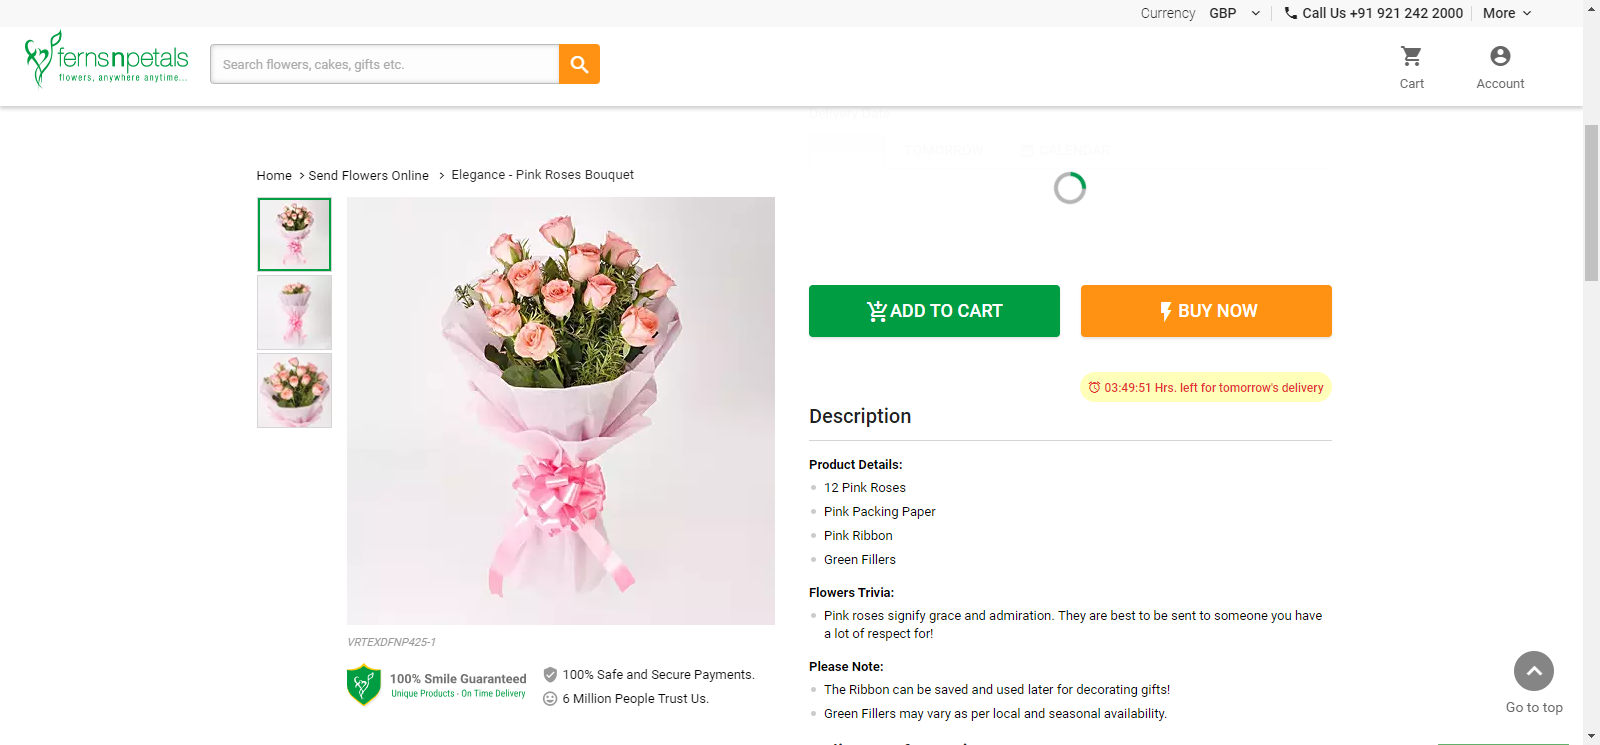 Currency GBP Call Us +91 921 242 2000 More
fernsnpetals
flowers, anywhere anytime...
Search flowers, cakes, gifts etc.
Cart Account
Delivery Date
TOMORROW CALENDAR
Home > Send Flowers Online > Elegance - Pink Roses Bouquet
ADD TO CART BUY NOW
03:49:51 Hrs. left for tomorrow's delivery
Description
Product Details:
12 Pink Roses
Pink Packing Paper
Pink Ribbon
Green Fillers
Flowers Trivia:
Pink roses signify grace and admiration. They are best to be sent to someone you have
a lot of respect for!
Please Note:
The Ribbon can be saved and used later for decorating gifts!
Green Fillers may vary as per local and seasonal availability.
VRTEXDFNP425-1
100% Smile Guaranteed
Unique Products - On Time Delivery
100% Safe and Secure Payments.
6 Million People Trust Us.
Go to top